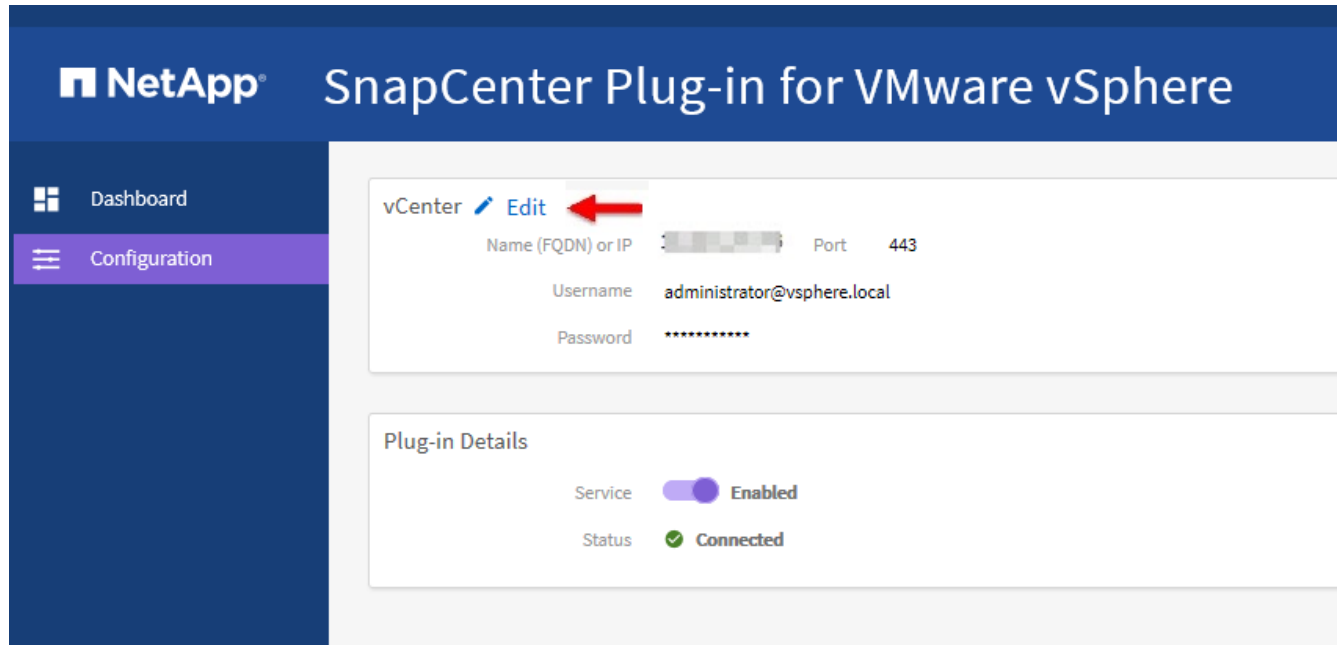 NetApp® SnapCenter Plug-in for VMware vSphere
Dashboard
Configuration
vCenter Edit
Name (FQDN) or IP Port 443
Username administrator@vsphere.local
Password ***********
Plug-in Details
Service Enabled
Status Connected